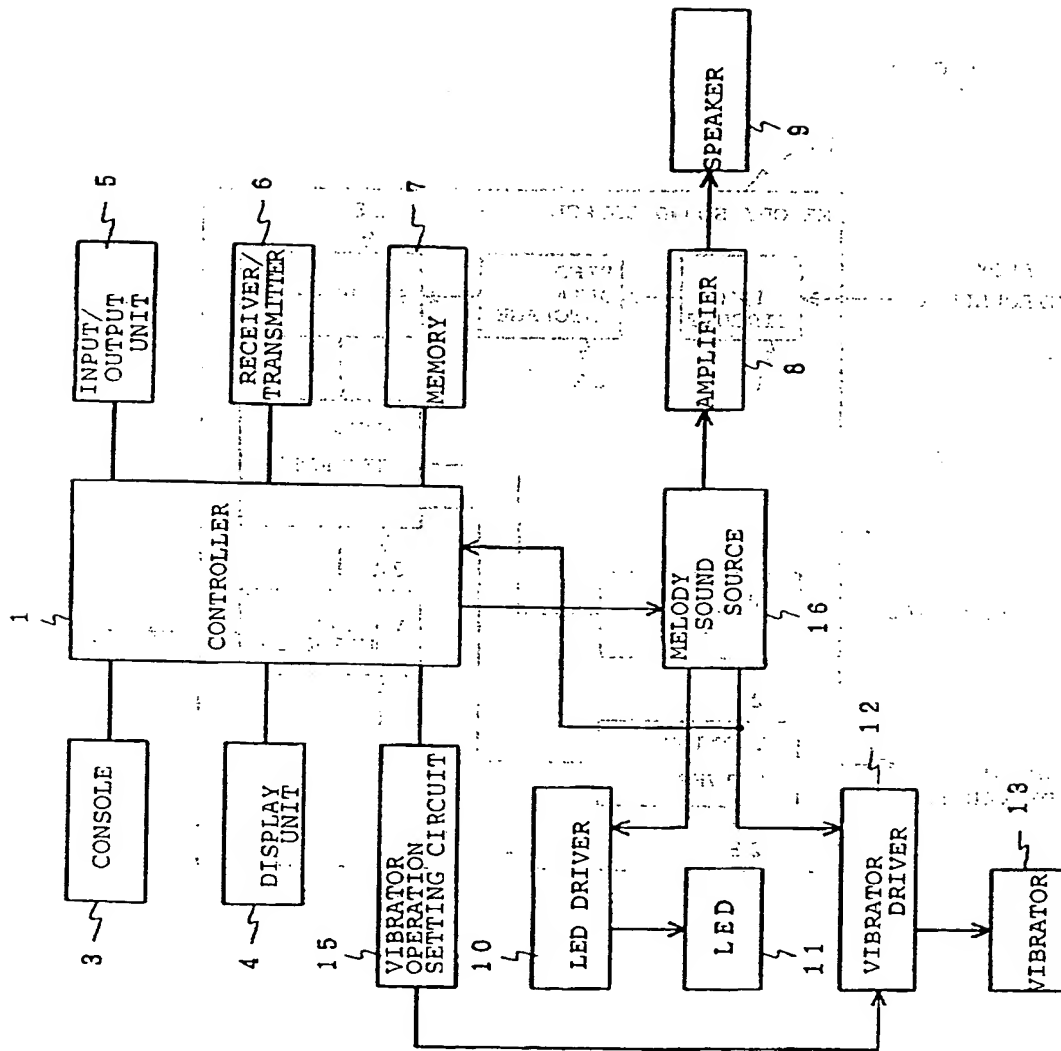 1
CONTROLLER
3
CONSOLE
4
DISPLAY
UNIT
15
VIBRATOR
OPERATION
SETTING CIRCUIT
5
INPUT/
OUTPUT
UNIT
6
RECEIVER/
TRANSMITTER
7
MEMORY
10
LED DRIVER
11
LED
12
VIBRATOR
DRIVER
13
VIBRATOR
MELODY
SOUND
SOURCE
16
AMPLIFIER
8
SPEAKER
9